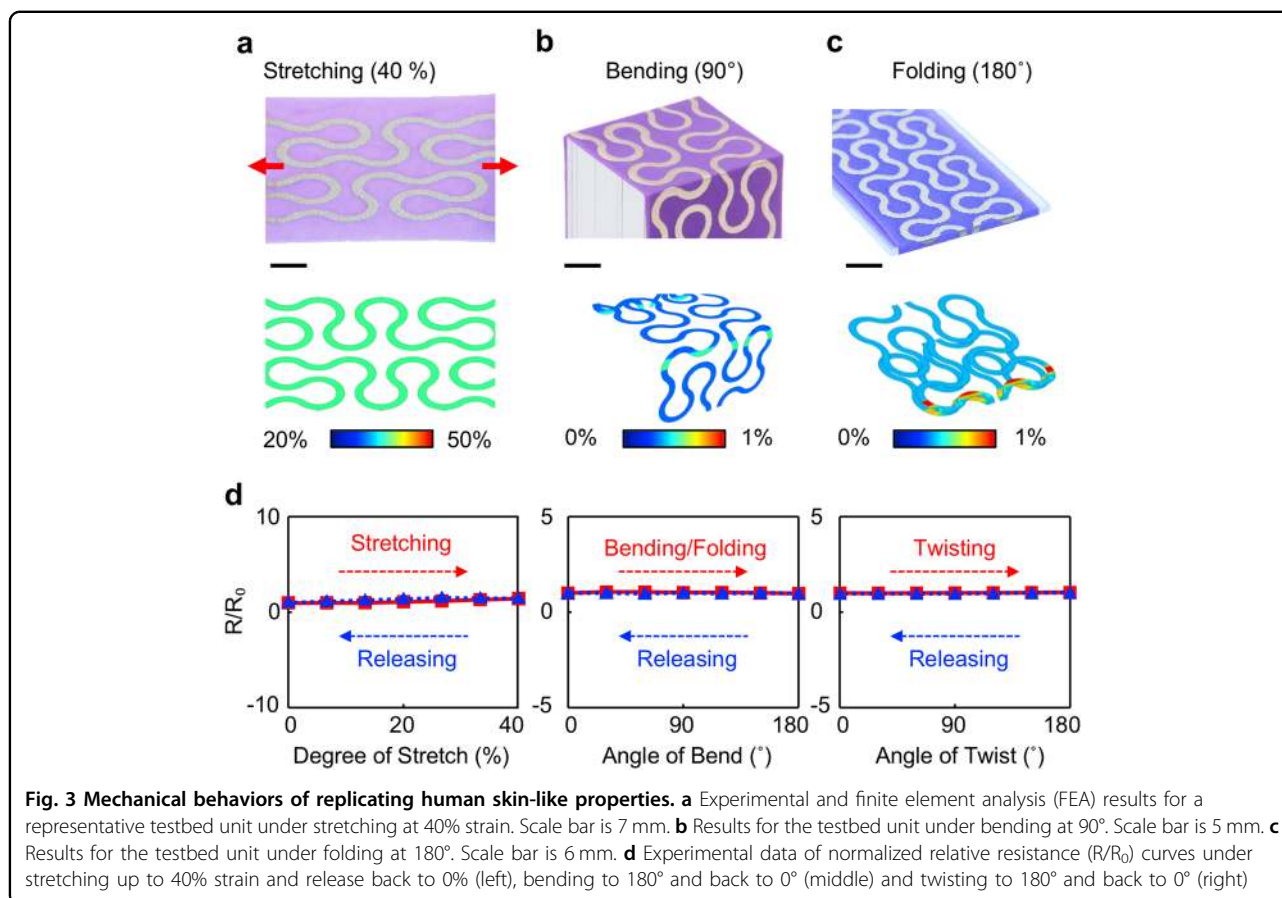 a
Stretching (40 %)
b
Bending (90°)
c
Folding (180°)
20% 50%
0% 1%
0% 1%
d
R/R0
10
0
-10
Stretching
Releasing
0 20 40
Degree of Stretch (%)
5
-5
Bending/Folding
Releasing
0 90 180
Angle of Bend (°)
5
-5
Twisting
Releasing
0 90 180
Angle of Twist (°)
Fig. 3 Mechanical behaviors of replicating human skin-like properties. a Experimental and finite element analysis (FEA) results for a
representative testbed unit under stretching at 40% strain. Scale bar is 7 mm. b Results for the testbed unit under bending at 90°. Scale bar is 5 mm. c
Results for the testbed unit under folding at 180°. Scale bar is 6 mm. d Experimental data of normalized relative resistance (R/R0) curves under
stretching up to 40% strain and release back to 0% (left), bending to 180° and back to 0° (middle) and twisting to 180° and back to 0° (right)